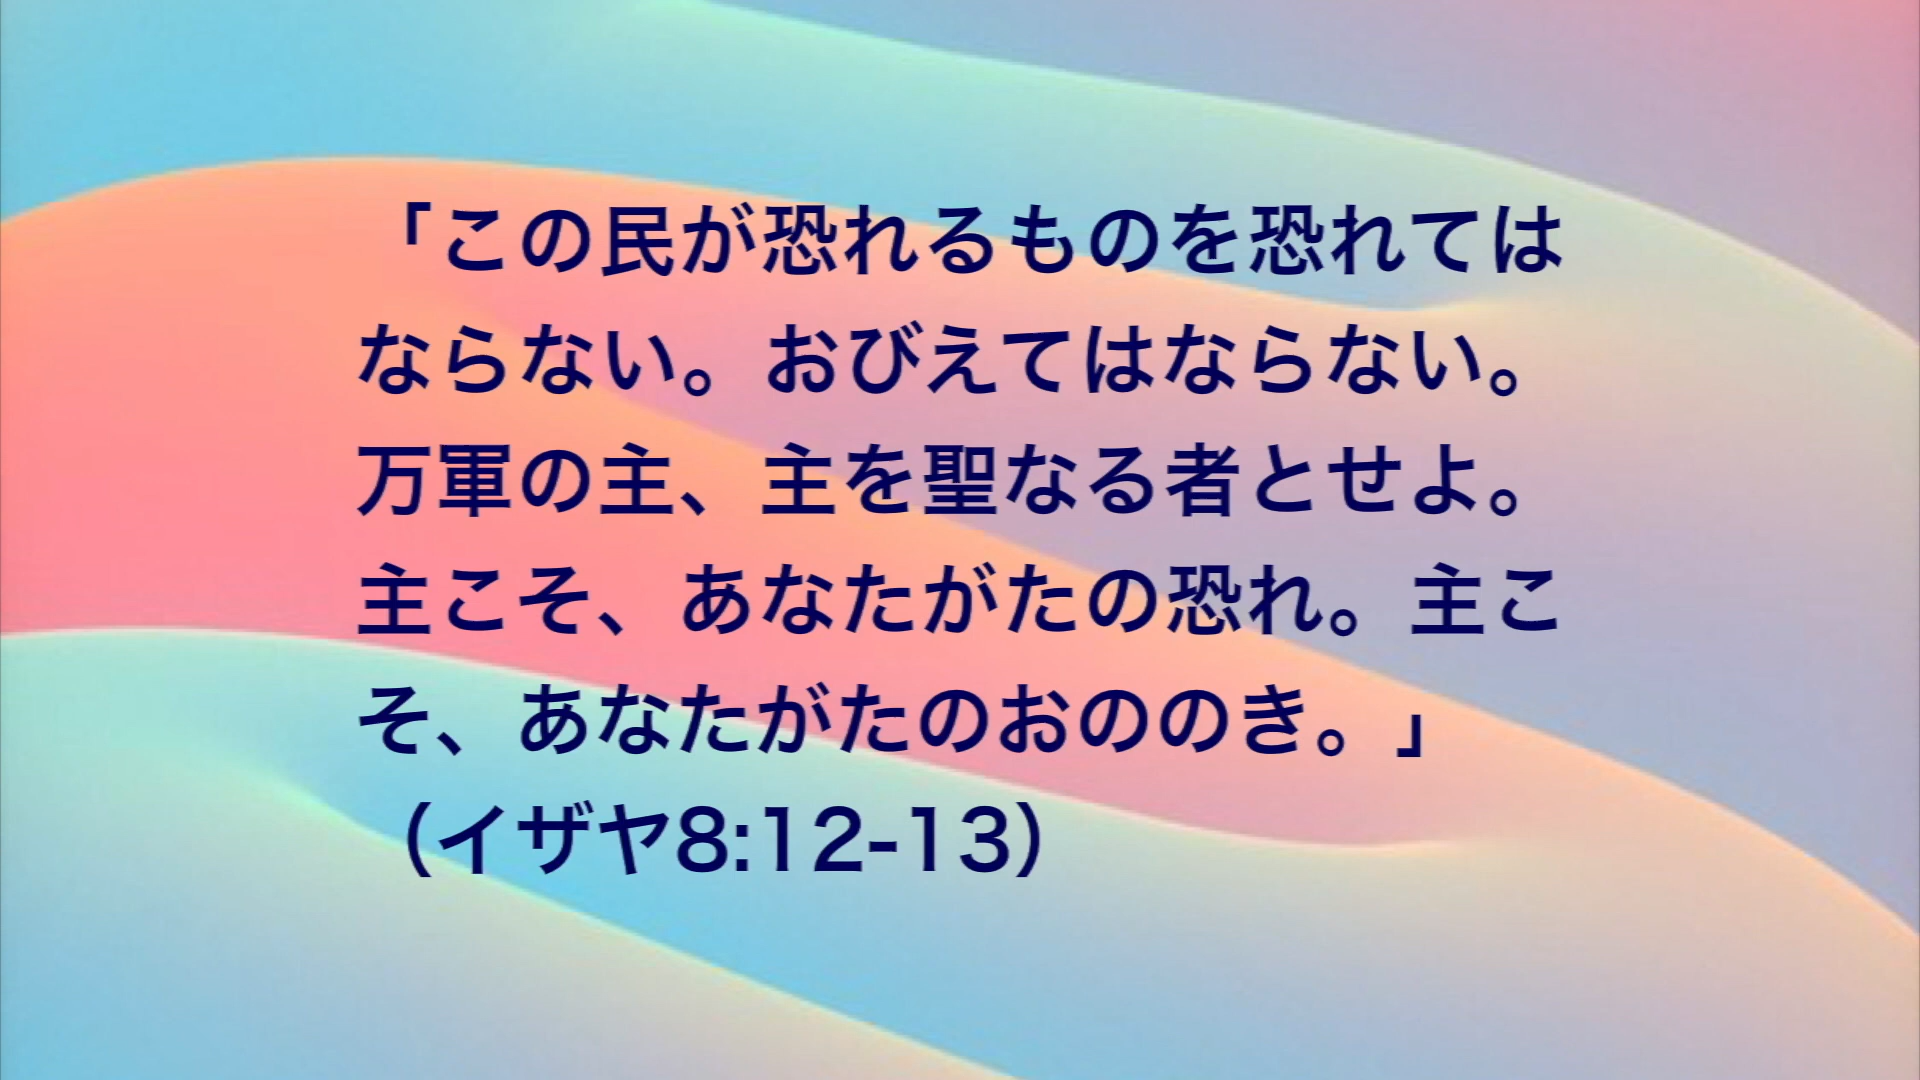 「この民が恐れるものを恐れては
ならない。おびえてはならない。
万軍の主、主を聖なる者とせよ。
主こそ、あなたがたの恐れ。主こ
そ、あなたがたのおののき。」
（イザヤ8:12-13）